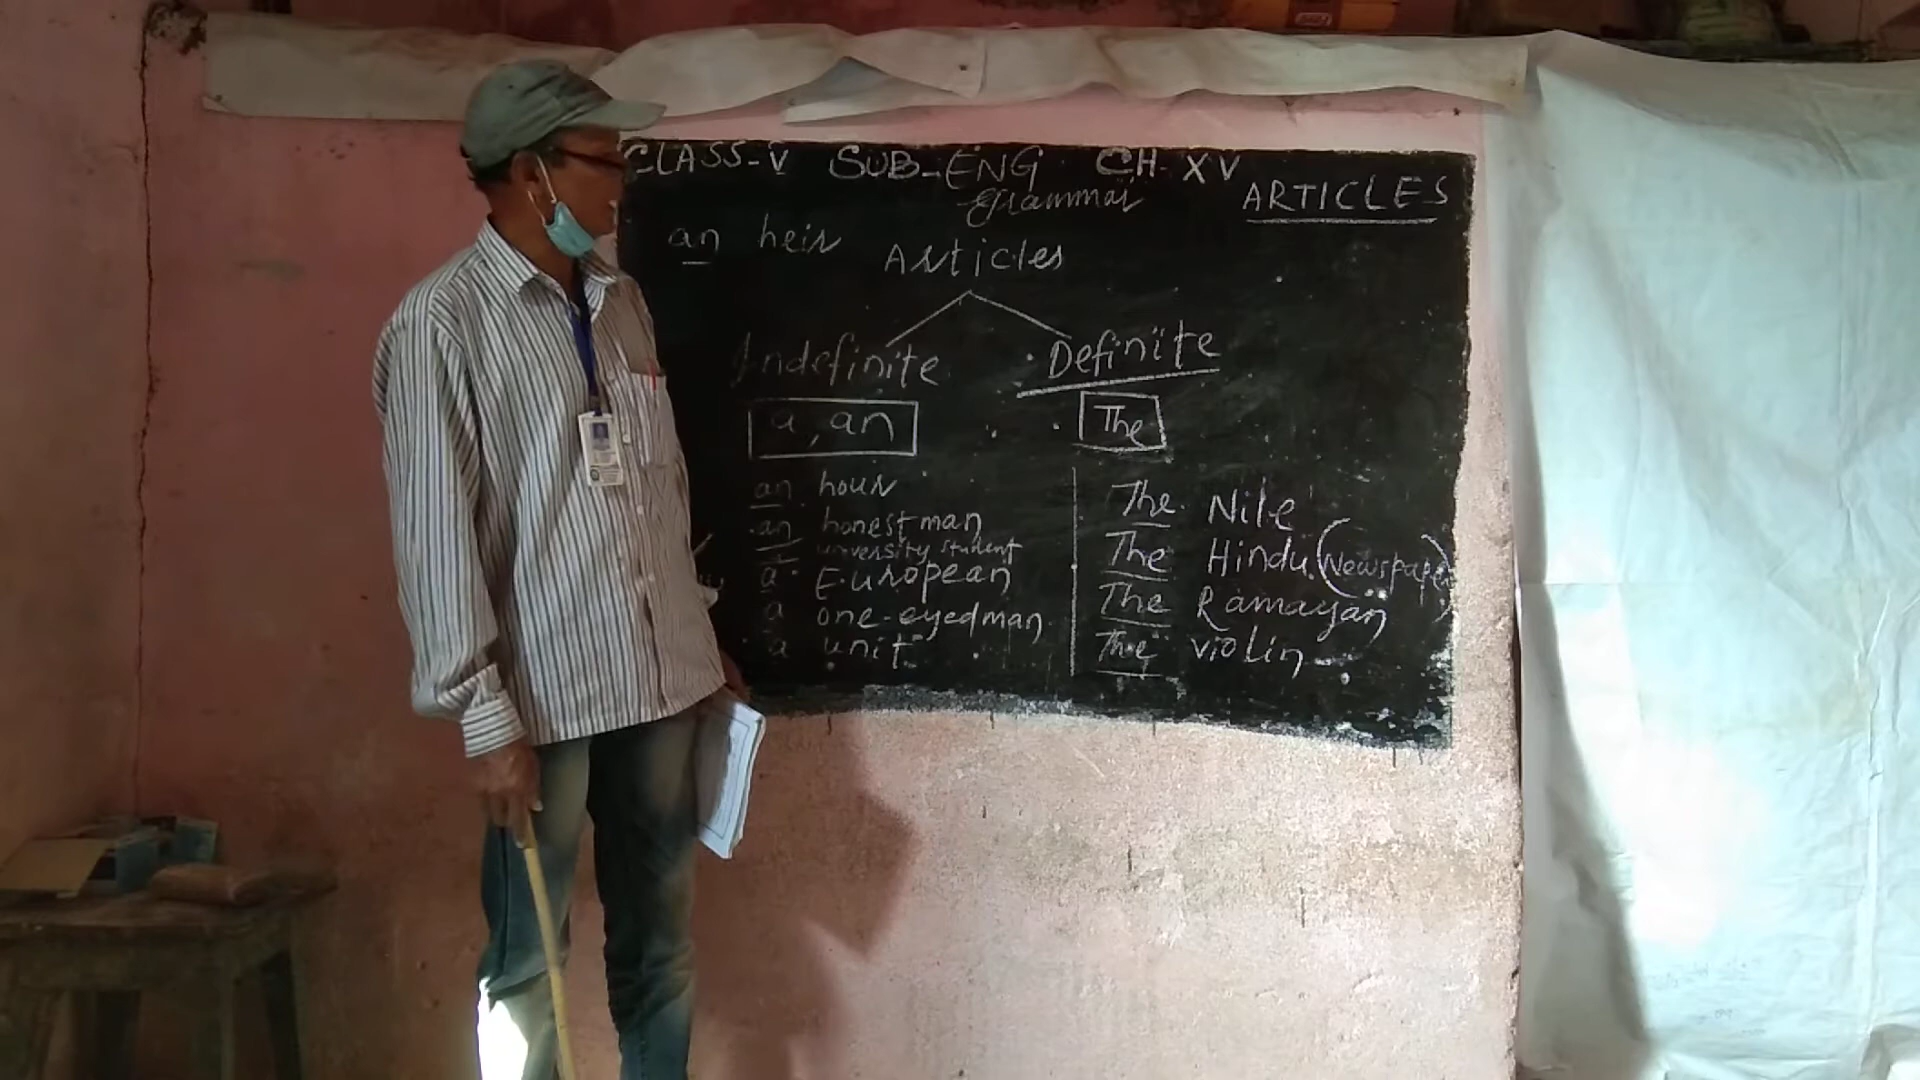 CLASS-V SUB-ENG CH-XV
Grammar
ARTICLES
an heir
Articles
Indefinite Definite
a, an
The
an hour
an honest man
university student
a European
a one-eyed man
a unit
The Nile
The Hindu (Newspaper)
The Ramayan
The violin